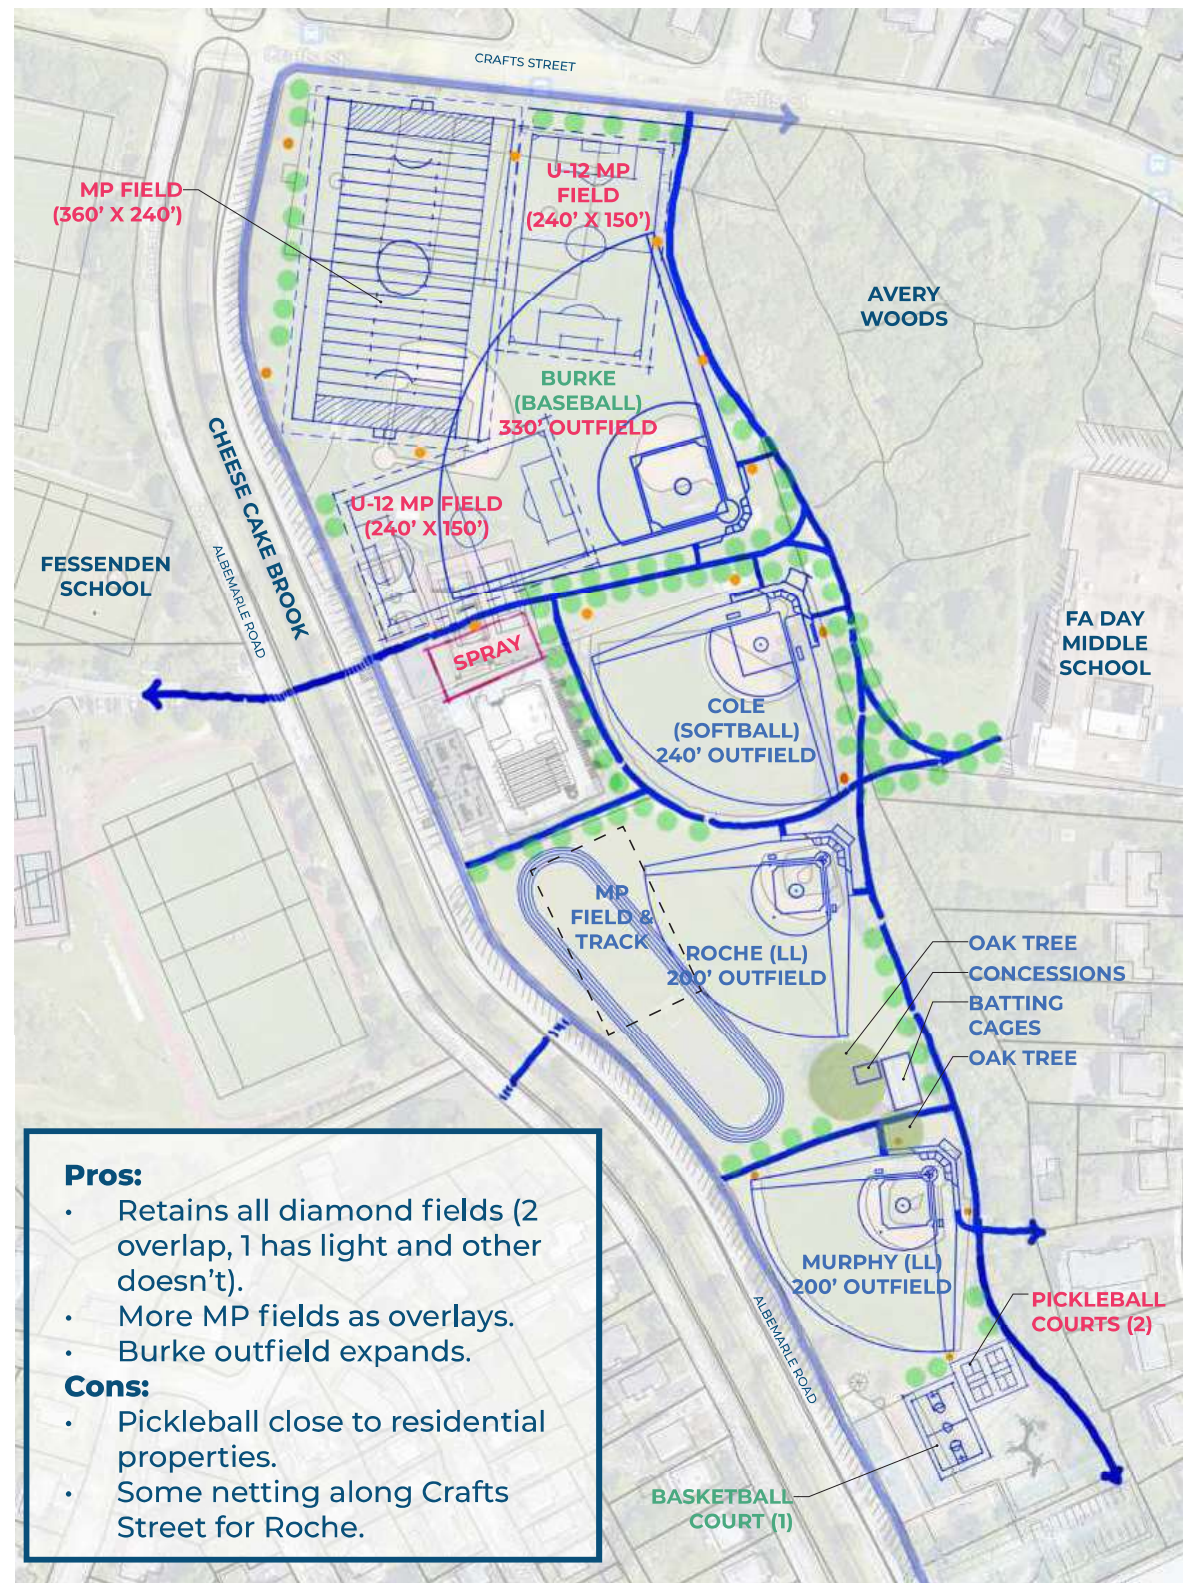 CRAFTS STREET
Crafts St
Crafts St
U-12 MP
FIELD
(240' X 150')
MP FIELD
(360' X 240')
AVERY
WOODS
BURKE
(BASEBALL)
330' OUTFIELD
CHEESE CAKE BROOK
U-12 MP FIELD
(240' X 150')
FESSENDEN
SCHOOL
ALBEMARLE ROAD
FA DAY
MIDDLE
SCHOOL
SPRAY
COLE
(SOFTBALL)
240' OUTFIELD
MP
FIELD &
TRACK
ROCHE (LL)
200' OUTFIELD
OAK TREE
CONCESSIONS
BATTING
CAGES
OAK TREE
MURPHY (LL)
200' OUTFIELD
ALBEMARLE ROAD
PICKLEBALL
COURTS (2)
BASKETBALL
COURT (1)
Pros:
• Retains all diamond fields (2
overlap, 1 has light and other
doesn't).
• More MP fields as overlays.
• Burke outfield expands.
Cons:
• Pickleball close to residential
properties.
• Some netting along Crafts
Street for Roche.